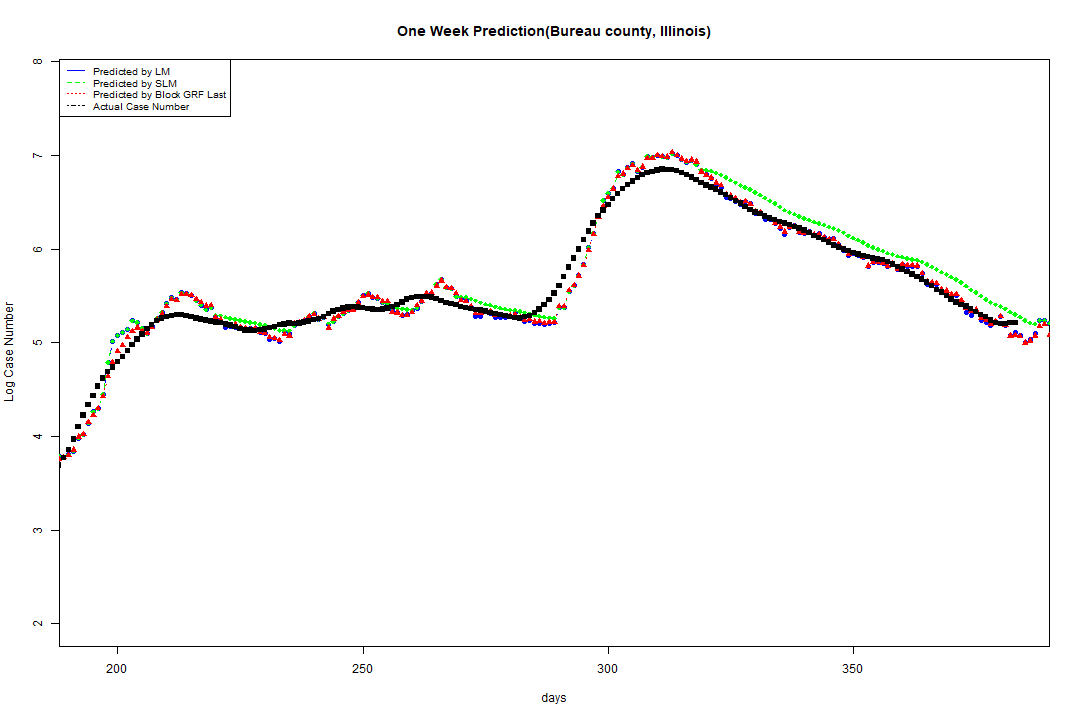 One Week Prediction(Bureau county, Illinois)
Predicted by LM
Predicted by SLM
Predicted by Block GRF Last
Actual Case Number
8
7
6
5
4
3
2
Log Case Number
200
250
300
350
days